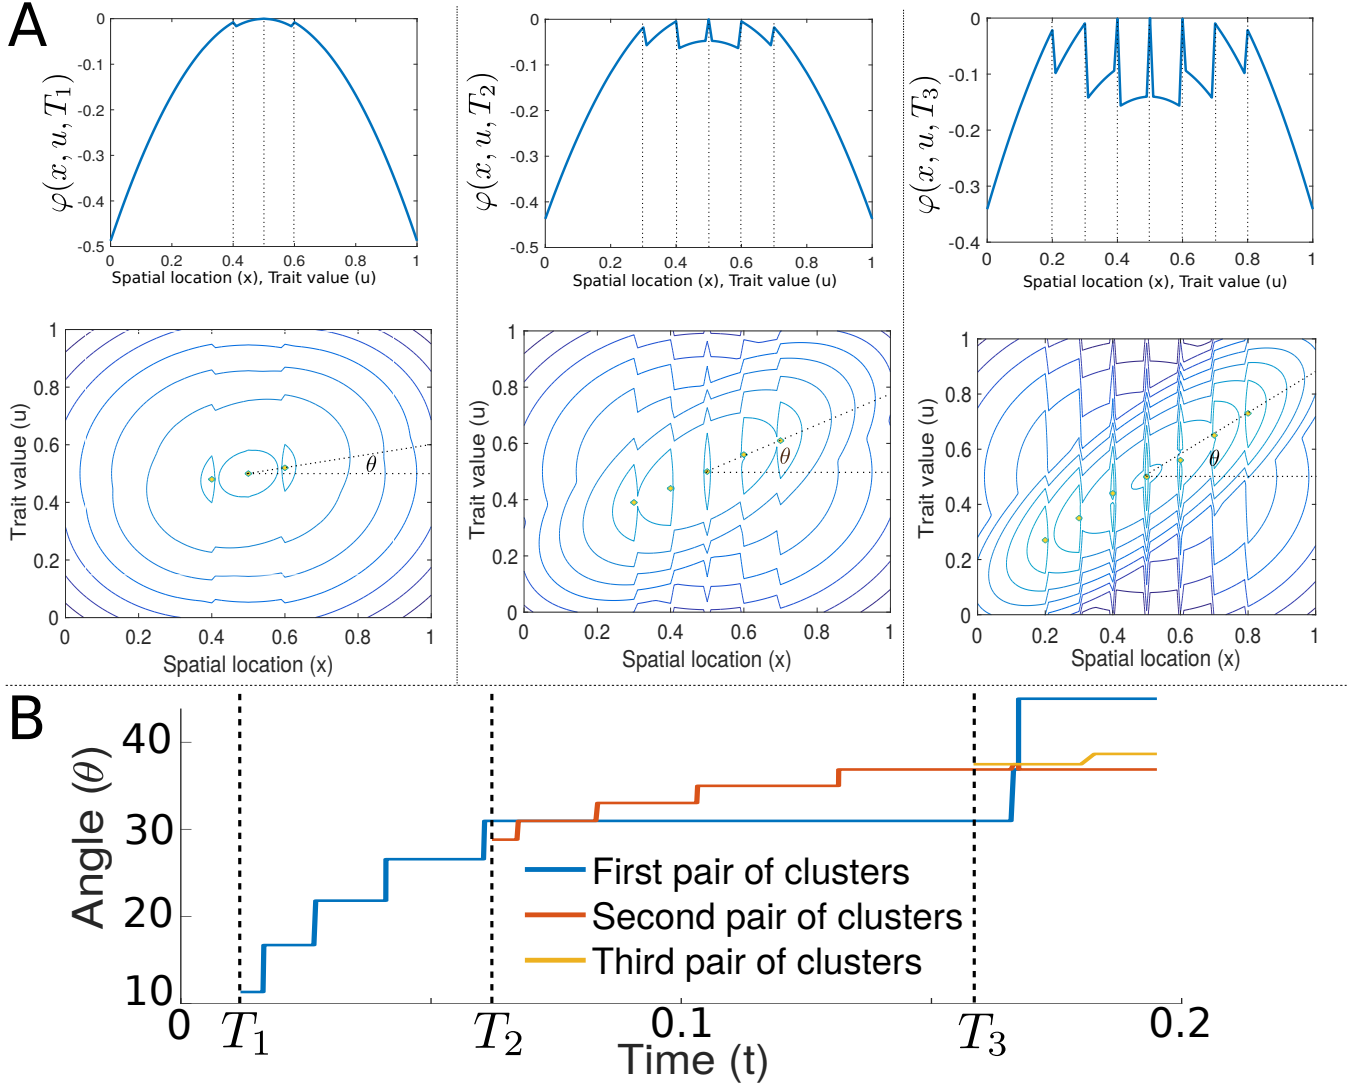 A
φ(x, u, T₁)
0
-0.1
-0.2
-0.3
-0.4
-0.5
0 0.2 0.4 0.6 0.8 1
Spatial location (x), Trait value (u)
φ(x, u, T₂)
0
-0.1
-0.2
-0.3
-0.4
-0.5
0 0.2 0.4 0.6 0.8 1
Spatial location (x), Trait value (u)
φ(x, u, T₃)
0
-0.1
-0.2
-0.3
-0.4
0 0.2 0.4 0.6 0.8 1
Spatial location (x), Trait value (u)
Trait value (u)
1
0.8
0.6
0.4
0.2
0
θ
0 0.2 0.4 0.6 0.8 1
Spatial location (x)
Trait value (u)
1
0.8
0.6
0.4
0.2
0
θ
0 0.2 0.4 0.6 0.8 1
Spatial location (x)
Trait value (u)
1
0.8
0.6
0.4
0.2
0
θ
0 0.2 0.4 0.6 0.8 1
Spatial location (x)
B
Angle (θ)
40
30
20
10
First pair of clusters
Second pair of clusters
Third pair of clusters
0 T₁ T₂ 0.1 T₃ 0.2
Time (t)